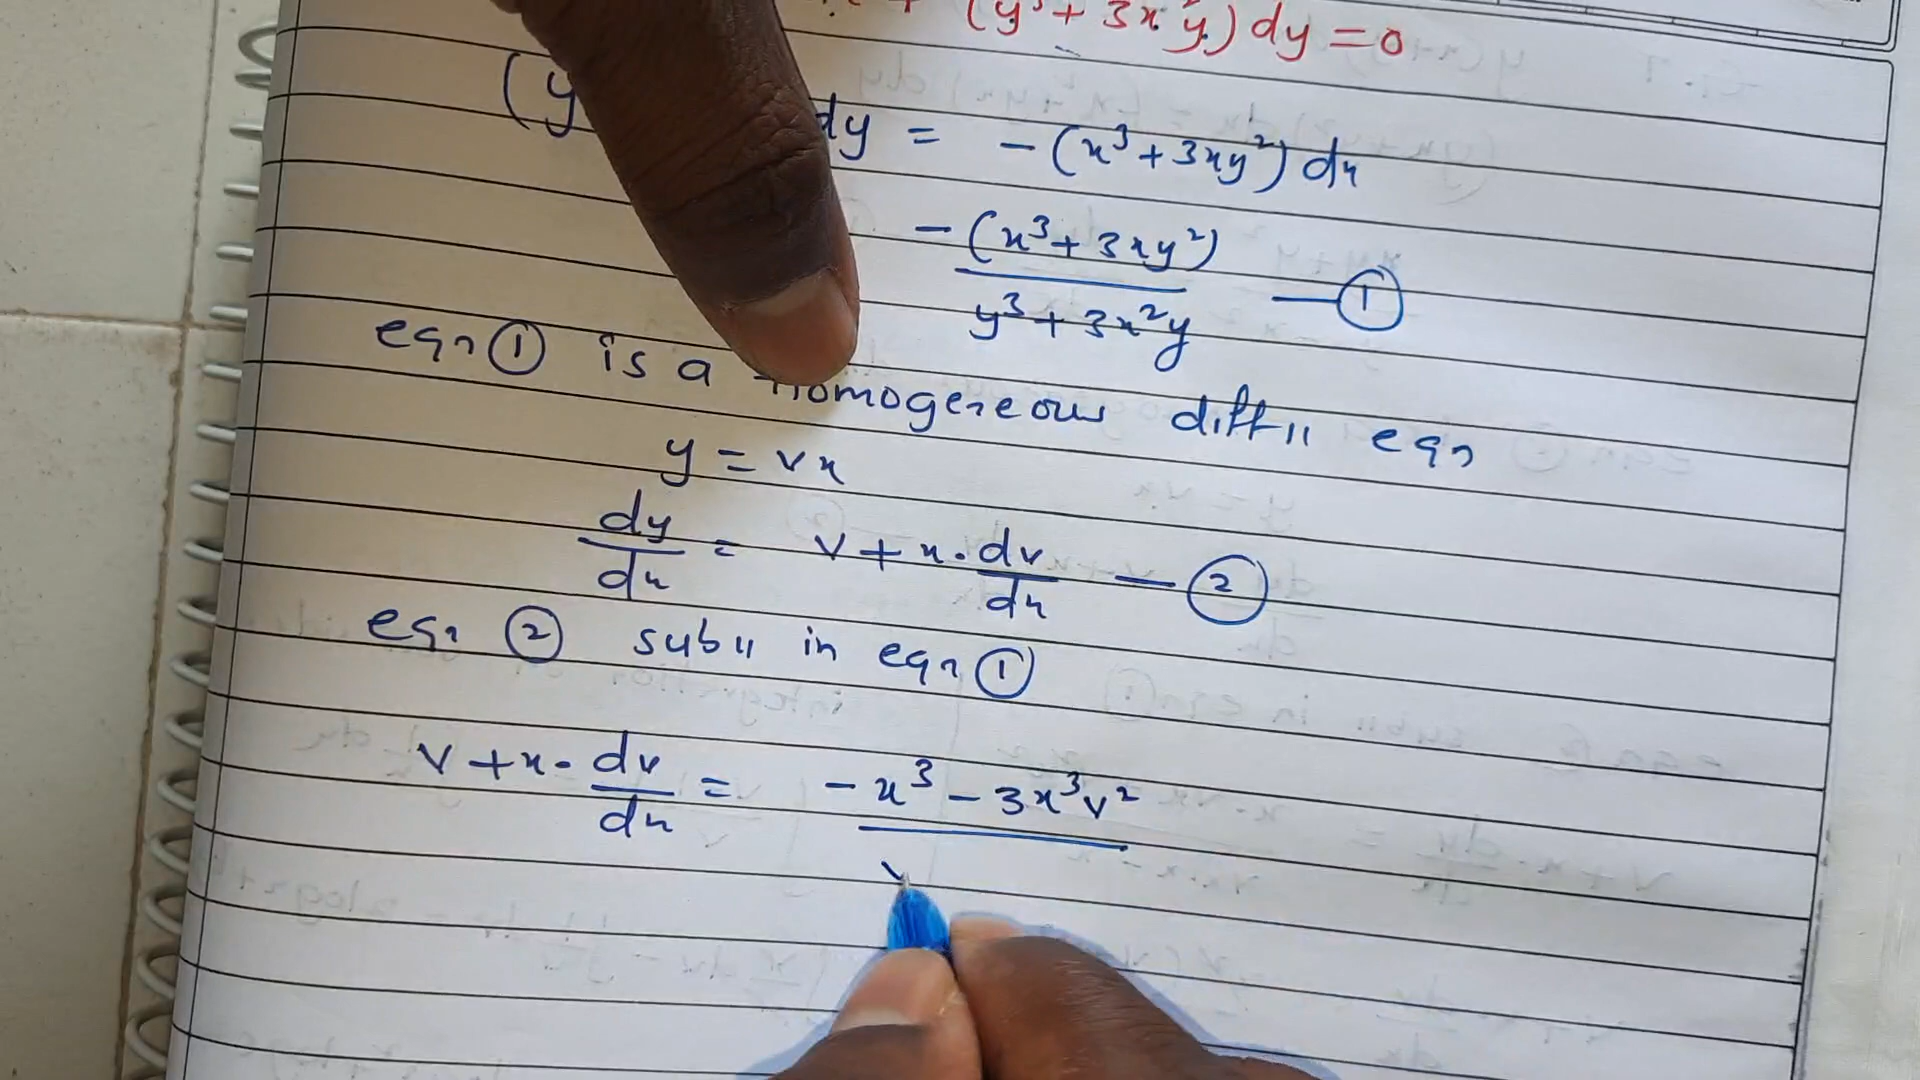 + (y³ + 3x²y) dy = 0
(y dy = - (x³ + 3xy²) dx
- (x³ + 3xy²) / y³ + 3x²y — ①
eqn ① is a Homogeneous diff॥ eqn
y = vx
dy/dx = v + x · dv/dx — ②
eqn ② sub॥ in eqn ①
v + x · dv/dx = - x³ - 3x³v² / v